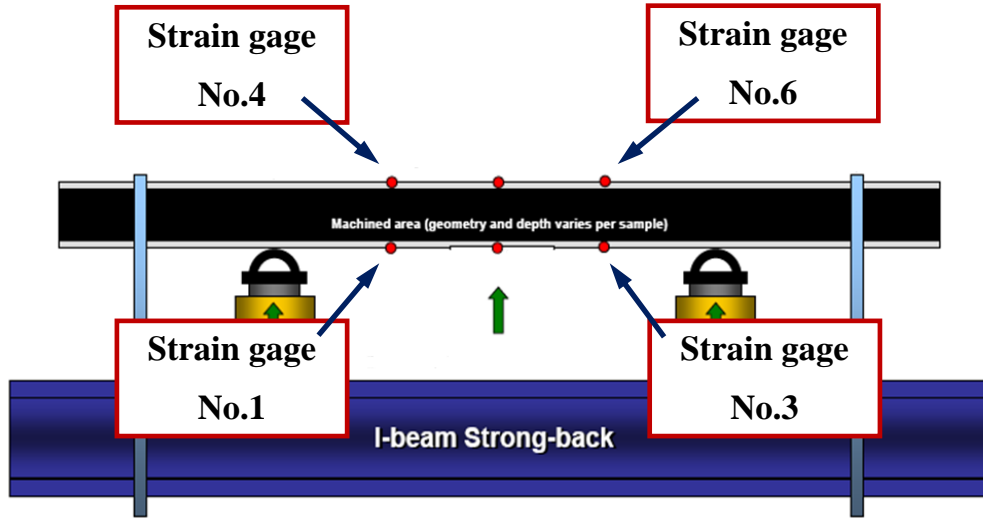 Strain gage
No.4
Strain gage
No.6
Machined area (geometry and depth varies per sample)
Strain gage
No.1
Strain gage
No.3
I-beam Strong-back